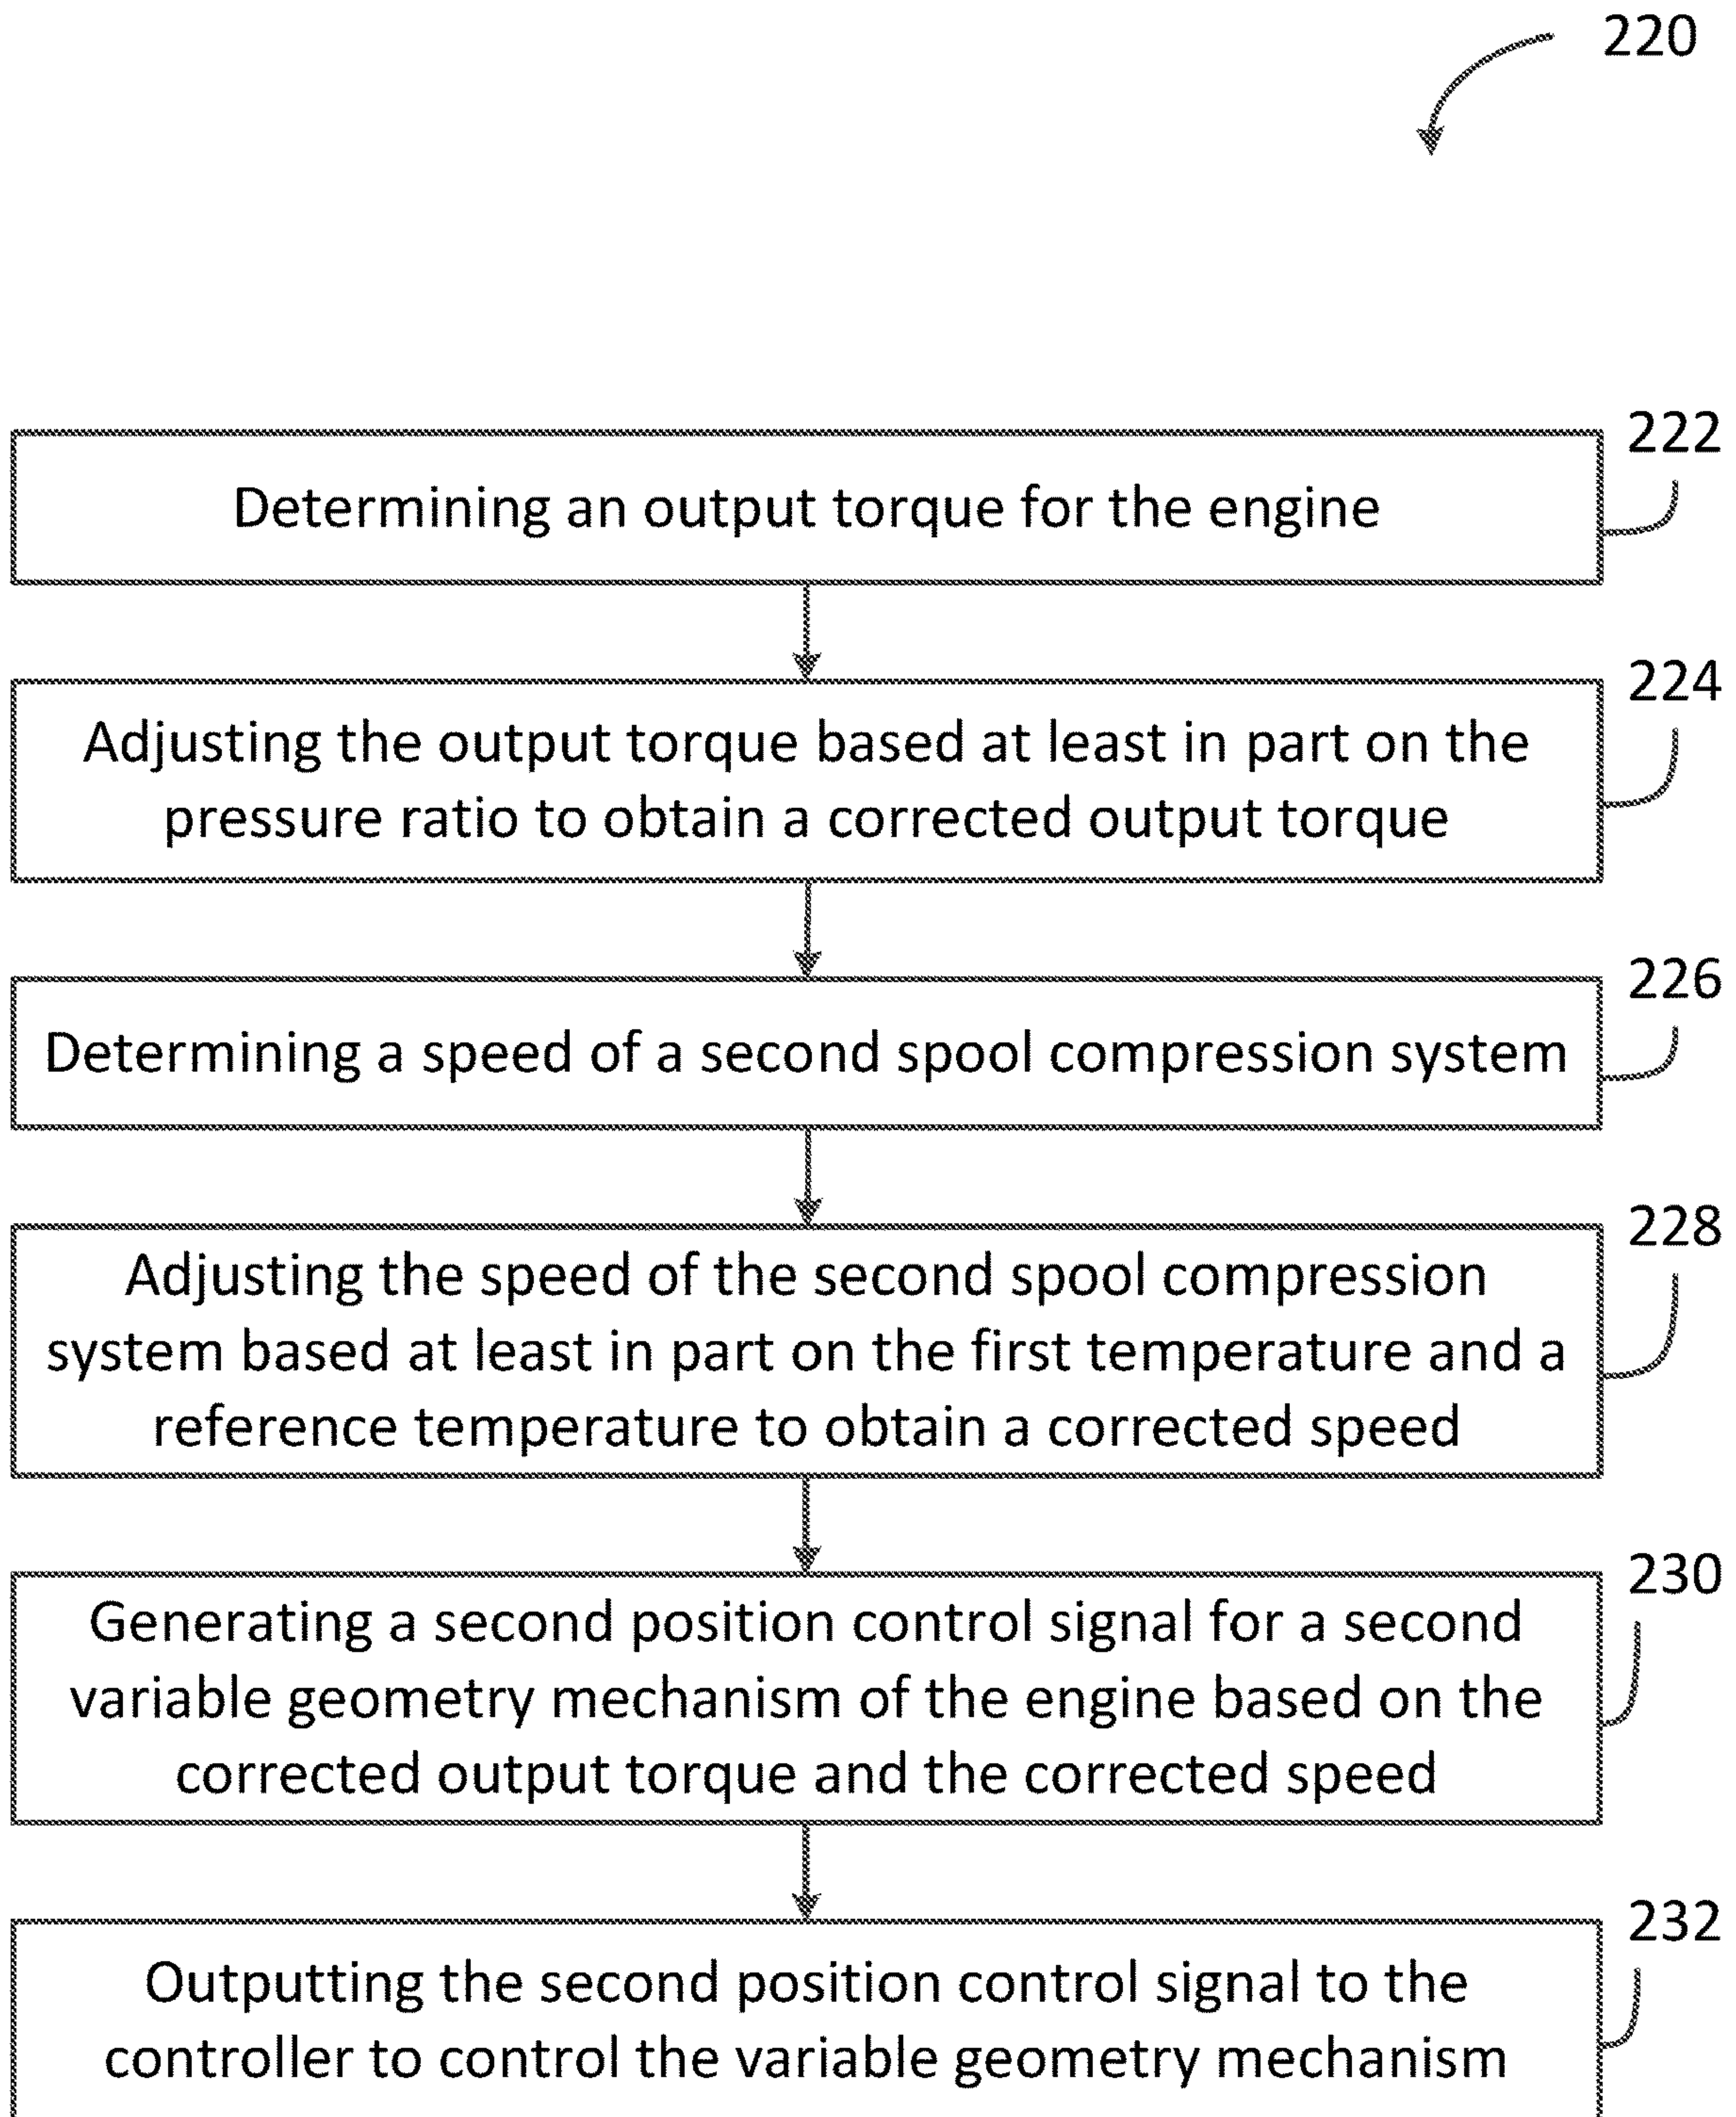 220
222
Determining an output torque for the engine
224
Adjusting the output torque based at least in part on the
pressure ratio to obtain a corrected output torque
226
Determining a speed of a second spool compression system
228
Adjusting the speed of the second spool compression
system based at least in part on the first temperature and a
reference temperature to obtain a corrected speed
230
Generating a second position control signal for a second
variable geometry mechanism of the engine based on the
corrected output torque and the corrected speed
232
Outputting the second position control signal to the
controller to control the variable geometry mechanism